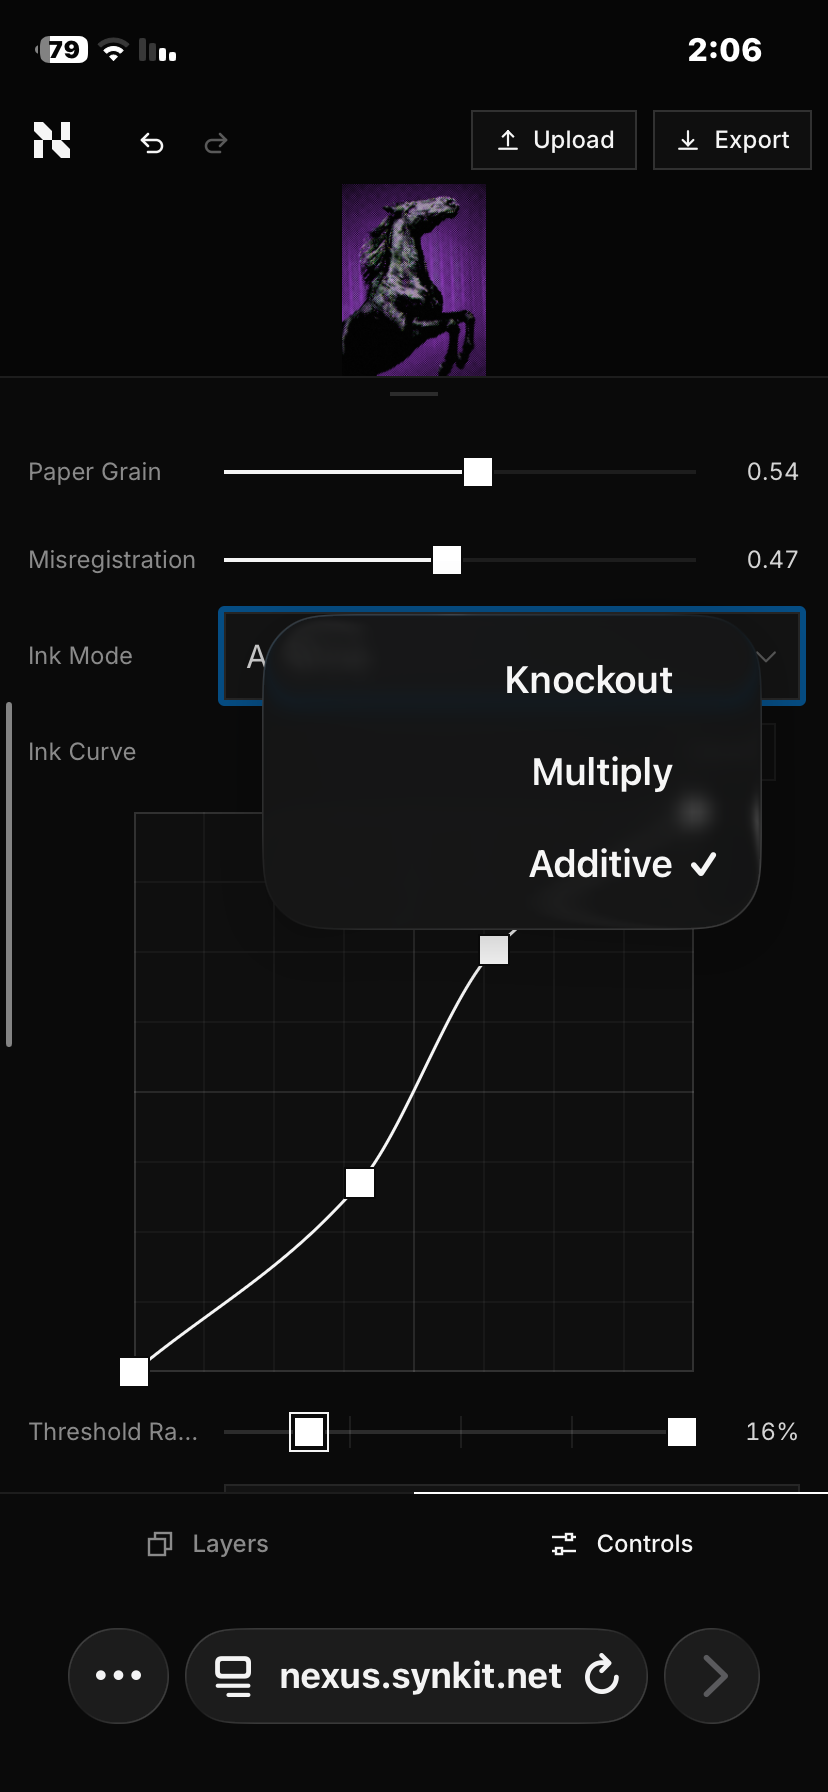 79
2:06
Upload
Export
Paper Grain
0.54
Misregistration
0.47
Ink Mode
Knockout
Ink Curve
Multiply
Additive
Threshold Ra...
16%
Layers
Controls
nexus.synkit.net